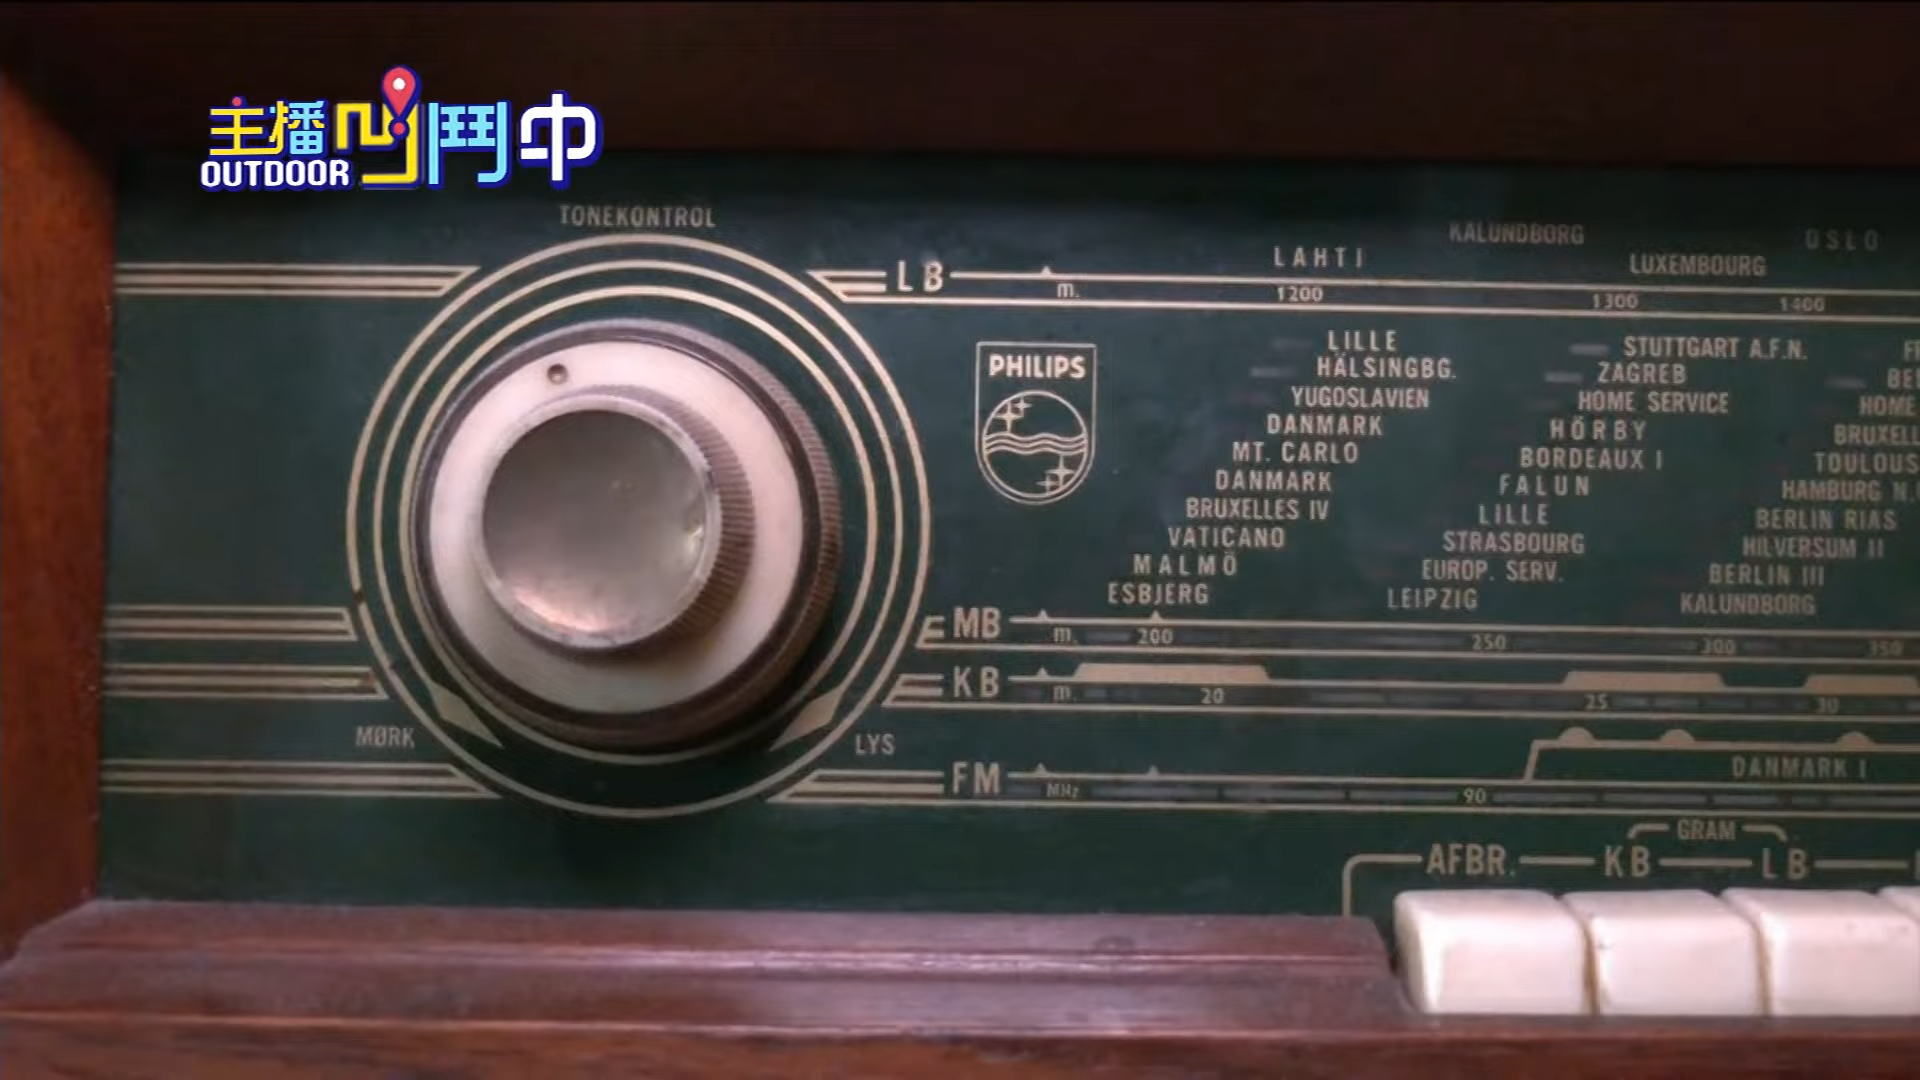 主播鬥中
OUTDOOR
TONEKONTROL
KALUNDBORG
OSLO
LAHTI
LUXEMBOURG
LB
m.
1200
1300
1400
PHILIPS
LILLE
HÄLSINGBG.
YUGOSLAVIEN
DANMARK
MT. CARLO
DANMARK
BRUXELLES IV
VATICANO
MALMÖ
ESBJERG
STUTTGART A.F.N.
ZAGREB
HOME SERVICE
HÖRBY
BORDEAUX I
FALUN
LILLE
STRASBOURG
EUROP. SERV.
LEIPZIG
HOME
HAMBURG
BERLIN RIAS
HILVERSUM II
BERLIN III
KALUNDBORG
MB
m.
200
250
300
350
KB
m.
20
25
30
MØRK
LYS
FM
MHz
90
DANMARK I
GRAM
AFBR.
KB
LB